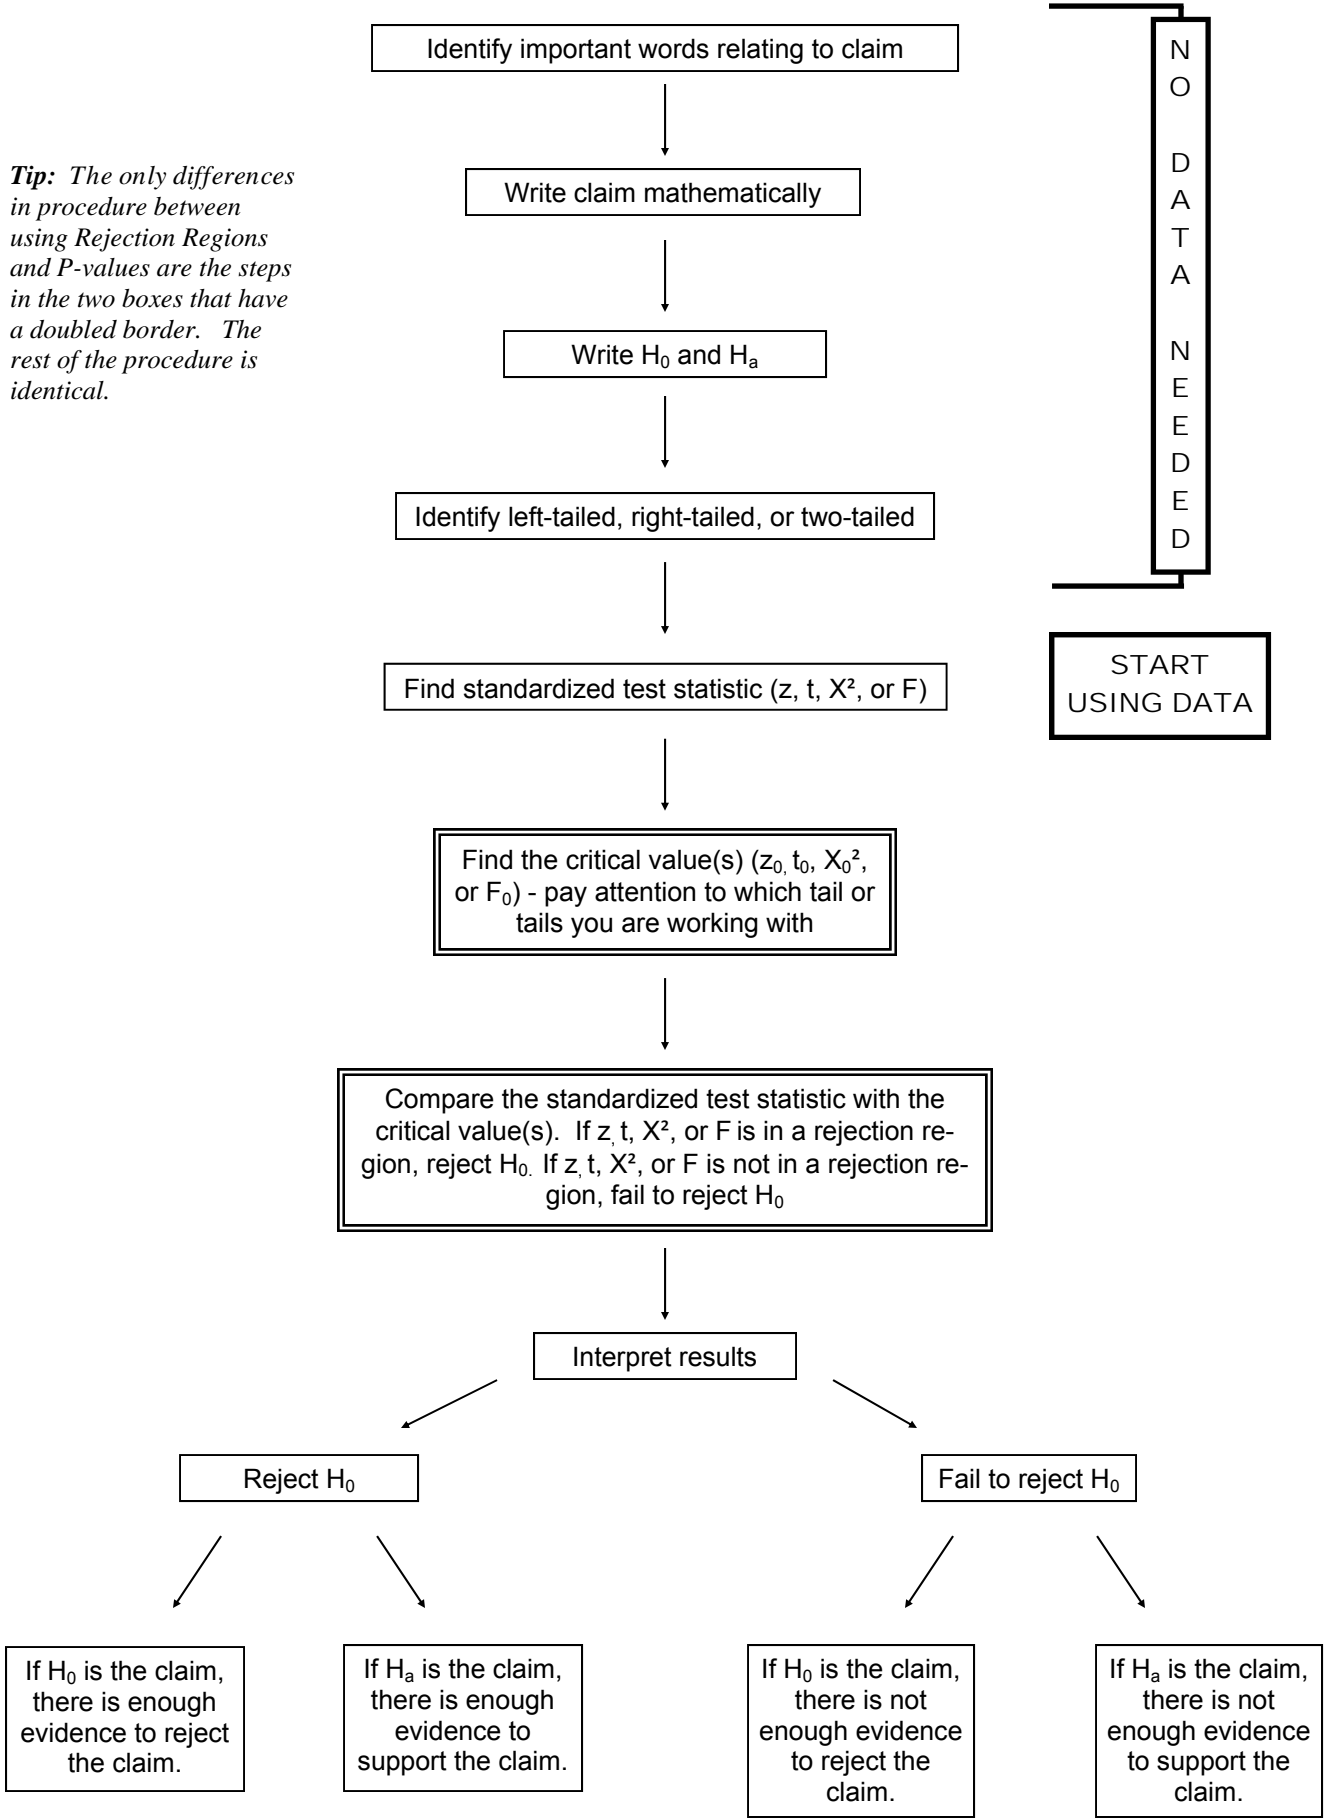 Identify important words relating to claim
Tip: The only differences
in procedure between
using Rejection Regions
and P-values are the steps
in the two boxes that have
a doubled border. The
rest of the procedure is
identical.
Write claim mathematically
Write H₀ and Hₐ
Identify left-tailed, right-tailed, or two-tailed
N
O
D
A
T
A
N
E
E
D
E
D
Find standardized test statistic (z, t, X², or F)
START
USING DATA
Find the critical value(s) (z₀, t₀, X₀²,
or F₀) - pay attention to which tail or
tails you are working with
Compare the standardized test statistic with the
critical value(s). If z, t, X², or F is in a rejection re-
gion, reject H₀. If z, t, X², or F is not in a rejection re-
gion, fail to reject H₀
Interpret results
Reject H₀
Fail to reject H₀
If H₀ is the claim,
there is enough
evidence to reject
the claim.
If Hₐ is the claim,
there is enough
evidence to
support the claim.
If H₀ is the claim,
there is not
enough evidence
to reject the
claim.
If Hₐ is the claim,
there is not
enough evidence
to support the
claim.